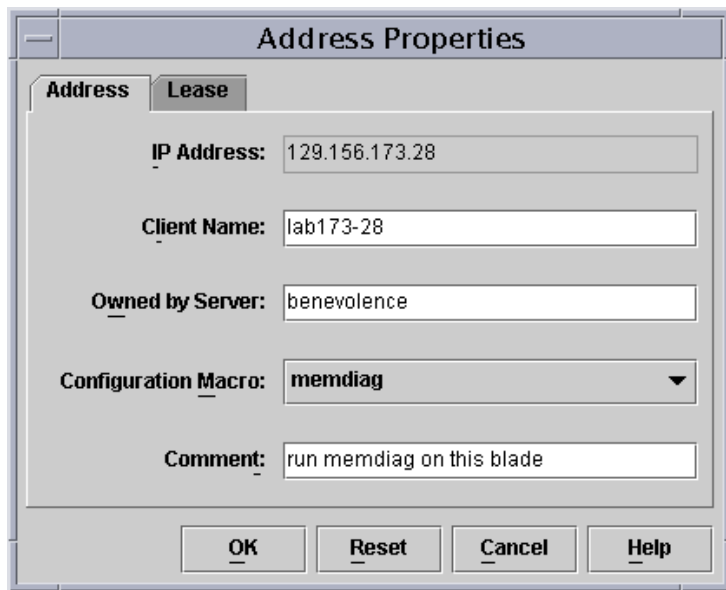 Address Properties
Address Lease
IP Address: 129.156.173.28
Client Name: lab173-28
Owned by Server: benevolence
Configuration Macro: memdiag
Comment: run memdiag on this blade
OK Reset Cancel Help